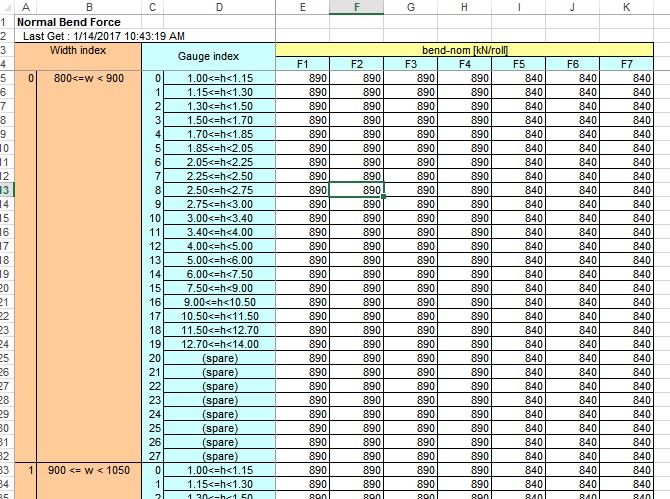 A B C D E F G H I J K
1 Normal Bend Force
2 Last Get : 1/14/2017 10:43:19 AM
3 Width index Gauge index bend-nom [kN/roll]
4 F1 F2 F3 F4 F5 F6 F7
5 0 800<=w < 900 0 1.00<=h<1.15 890 890 890 890 840 840 840
6 1 1.15<=h<1.30 890 890 890 890 840 840 840
7 2 1.30<=h<1.50 890 890 890 890 840 840 840
8 3 1.50<=h<1.70 890 890 890 890 840 840 840
9 4 1.70<=h<1.85 890 890 890 890 840 840 840
10 5 1.85<=h<2.05 890 890 890 890 840 840 840
11 6 2.05<=h<2.25 890 890 890 890 840 840 840
12 7 2.25<=h<2.50 890 890 890 890 840 840 840
13 8 2.50<=h<2.75 890 890 890 890 840 840 840
14 9 2.75<=h<3.00 890 890 890 890 840 840 840
15 10 3.00<=h<3.40 890 890 890 890 840 840 840
16 11 3.40<=h<4.00 890 890 890 890 840 840 840
17 12 4.00<=h<5.00 890 890 890 890 840 840 840
18 13 5.00<=h<6.00 890 890 890 890 840 840 840
19 14 6.00<=h<7.50 890 890 890 890 840 840 840
20 15 7.50<=h<9.00 890 890 890 890 840 840 840
21 16 9.00<=h<10.50 890 890 890 890 840 840 840
22 17 10.50<=h<11.50 890 890 890 890 840 840 840
23 18 11.50<=h<12.70 890 890 890 890 840 840 840
24 19 12.70<=h<14.00 890 890 890 890 840 840 840
25 20 (spare) 890 890 890 890 840 840 840
26 21 (spare) 890 890 890 890 840 840 840
27 22 (spare) 890 890 890 890 840 840 840
28 23 (spare) 890 890 890 890 840 840 840
29 24 (spare) 890 890 890 890 840 840 840
30 25 (spare) 890 890 890 890 840 840 840
31 26 (spare) 890 890 890 890 840 840 840
32 27 (spare) 890 890 890 890 840 840 840
33 1 900 <= w < 1050 0 1.00<=h<1.15 890 890 890 890 840 840 840
34 1 1.15<=h<1.30 890 890 890 890 840 840 840
2 1.30<=h<1.50 890 890 890 890 840 840 840